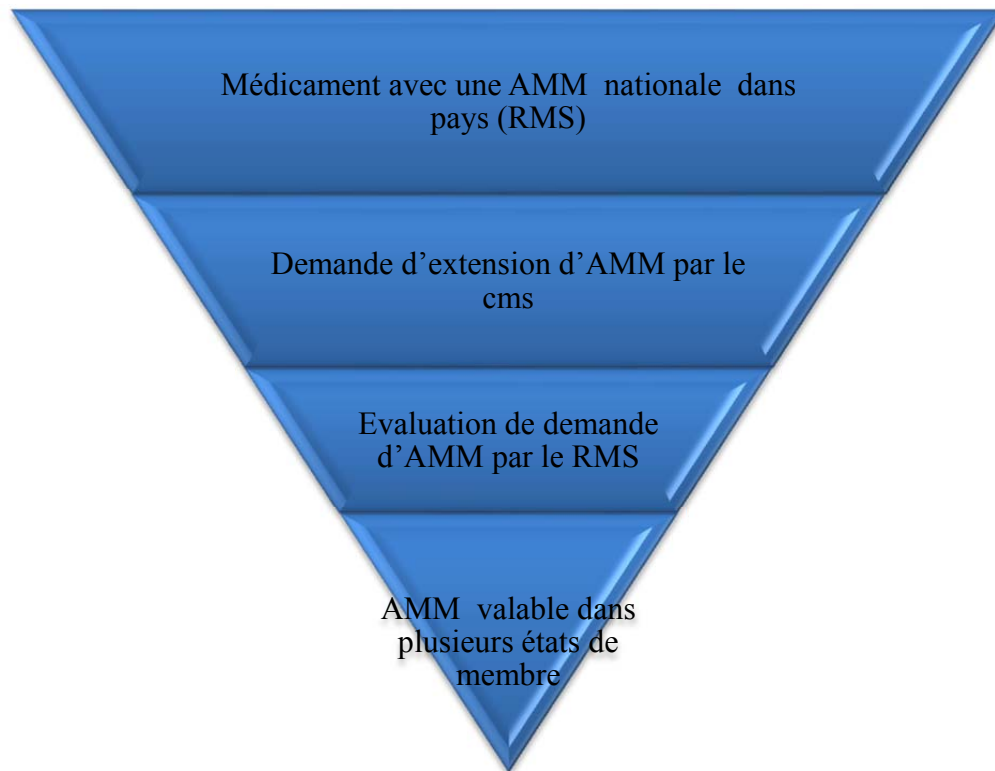 Médicament avec une AMM nationale dans
pays (RMS)
Demande d’extension d’AMM par le
cms
Evaluation de demande
d’AMM par le RMS
AMM valable dans
plusieurs états de
membre